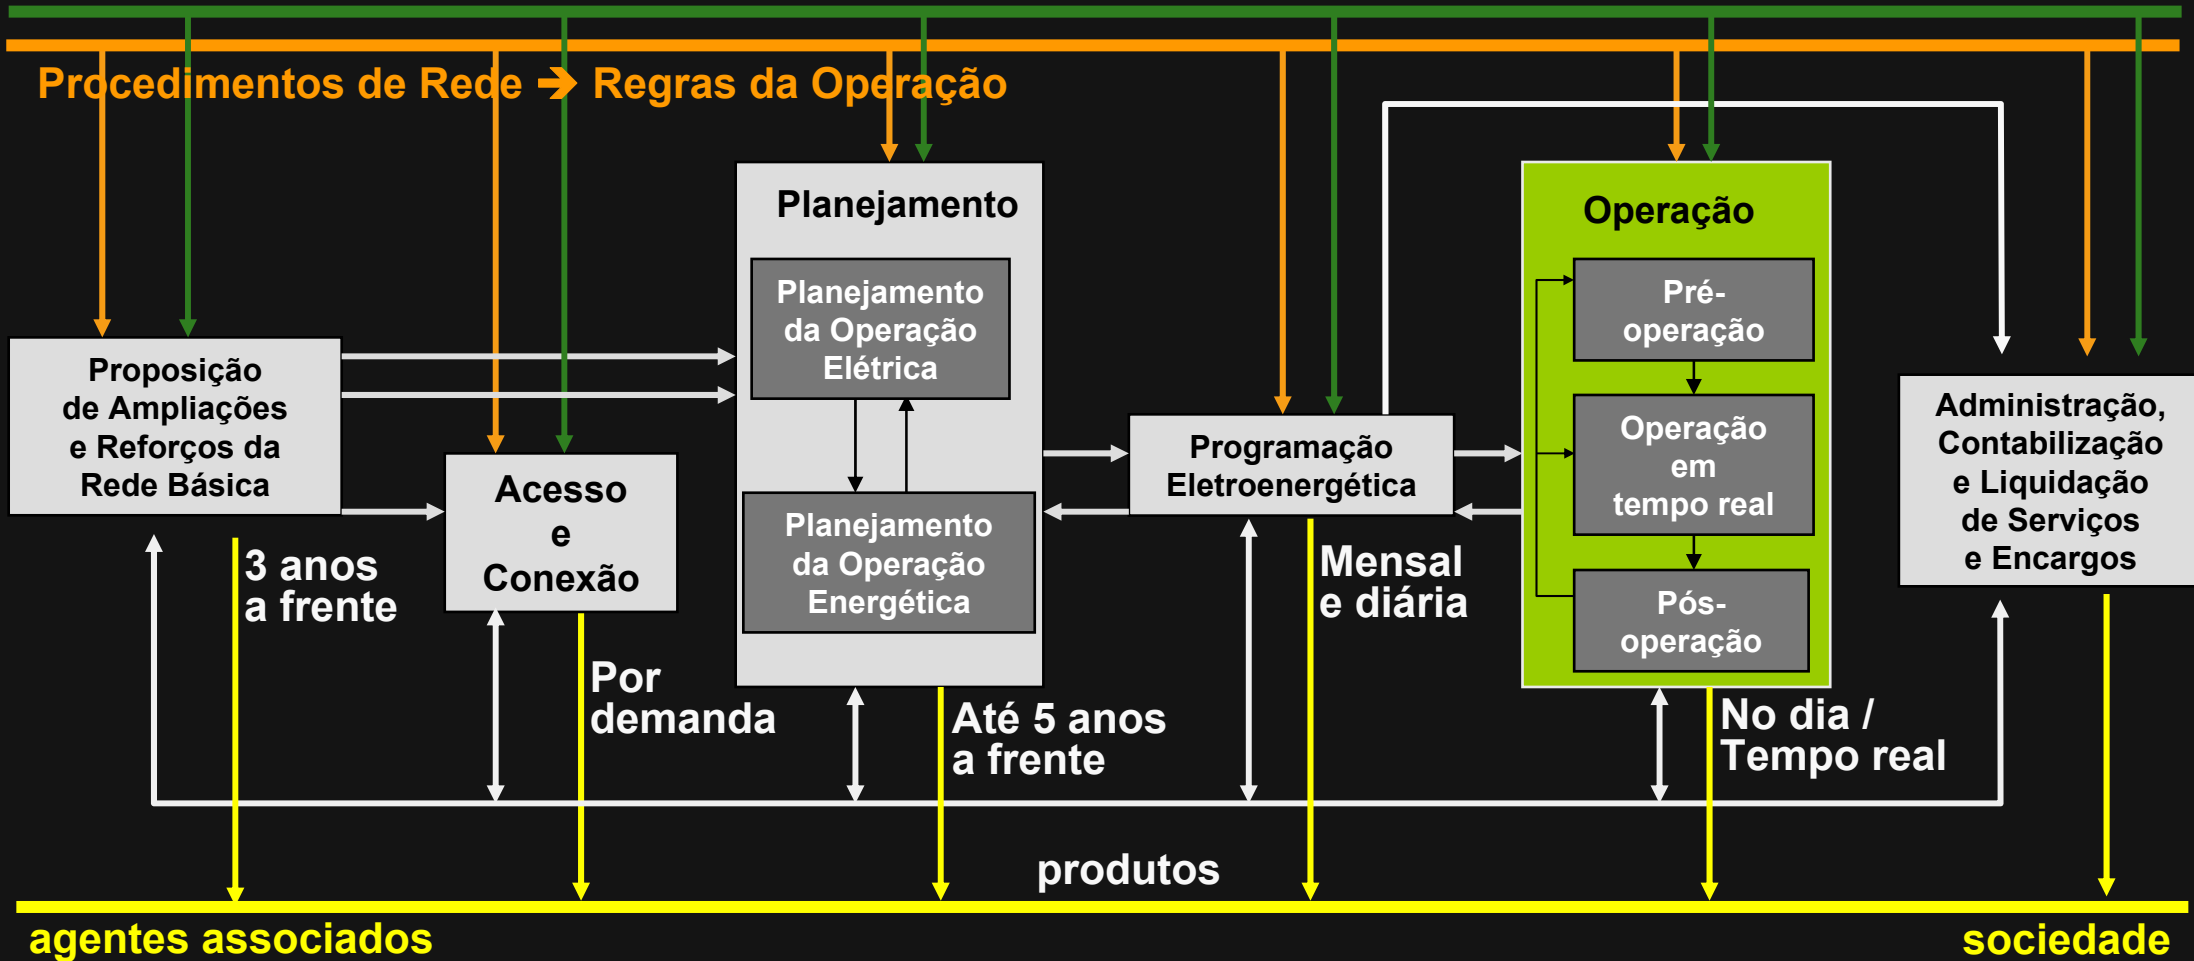 Procedimentos de Rede → Regras da Operação
Planejamento
Planejamento
da Operação
Elétrica
Planejamento
da Operação
Energética
Operação
Pré-
operação
Operação
em
tempo real
Pós-
operação
Proposição
de Ampliações
e Reforços da
Rede Básica
Acesso
e
Conexão
Programação
Eletroenergética
Administração,
Contabilização
e Liquidação
de Serviços
e Encargos
3 anos
a frente
Por
demanda
Até 5 anos
a frente
Mensal
e diária
No dia /
Tempo real
produtos
agentes associados
sociedade